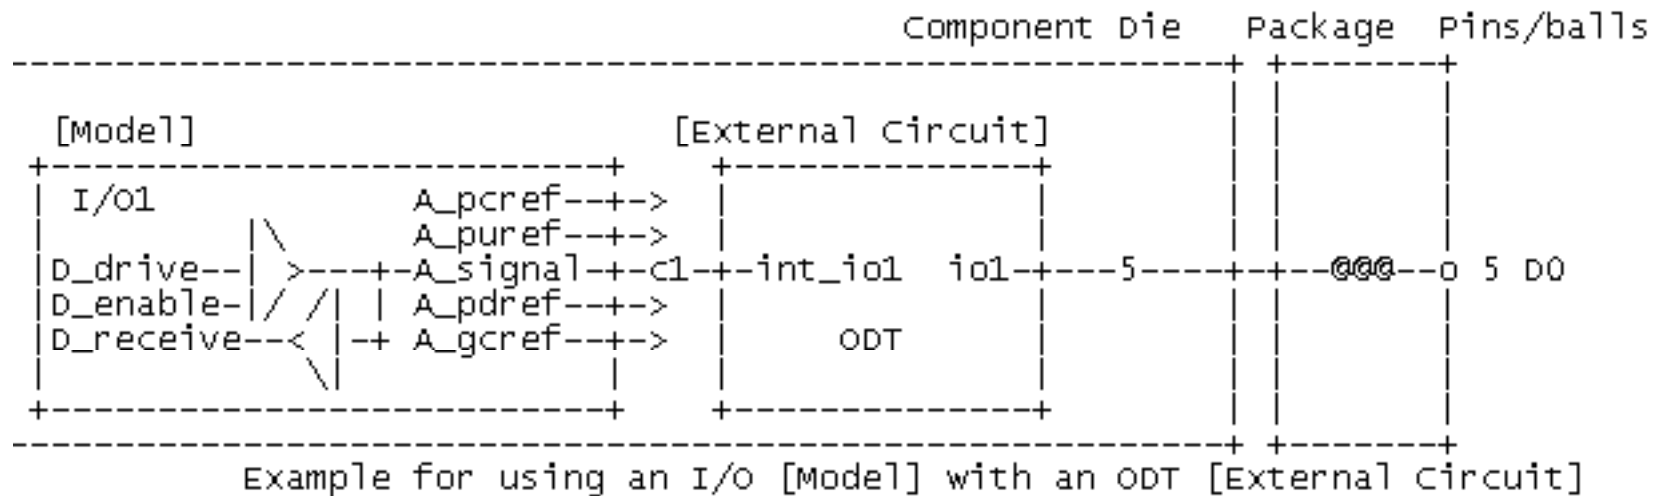 Component Die Package Pins/balls
[Model] [External Circuit]
I/O1 A_pcref--+->
A_puref--+->
D_drive--| >---+-A_signal-+-c1-+-int_io1 io1-+---5----+-+--@@@--o 5 D0
D_enable-|/ /| | A_pdref--+->
D_receive--< |-+ A_gcref--+-> ODT
Example for using an I/O [Model] with an ODT [External Circuit]